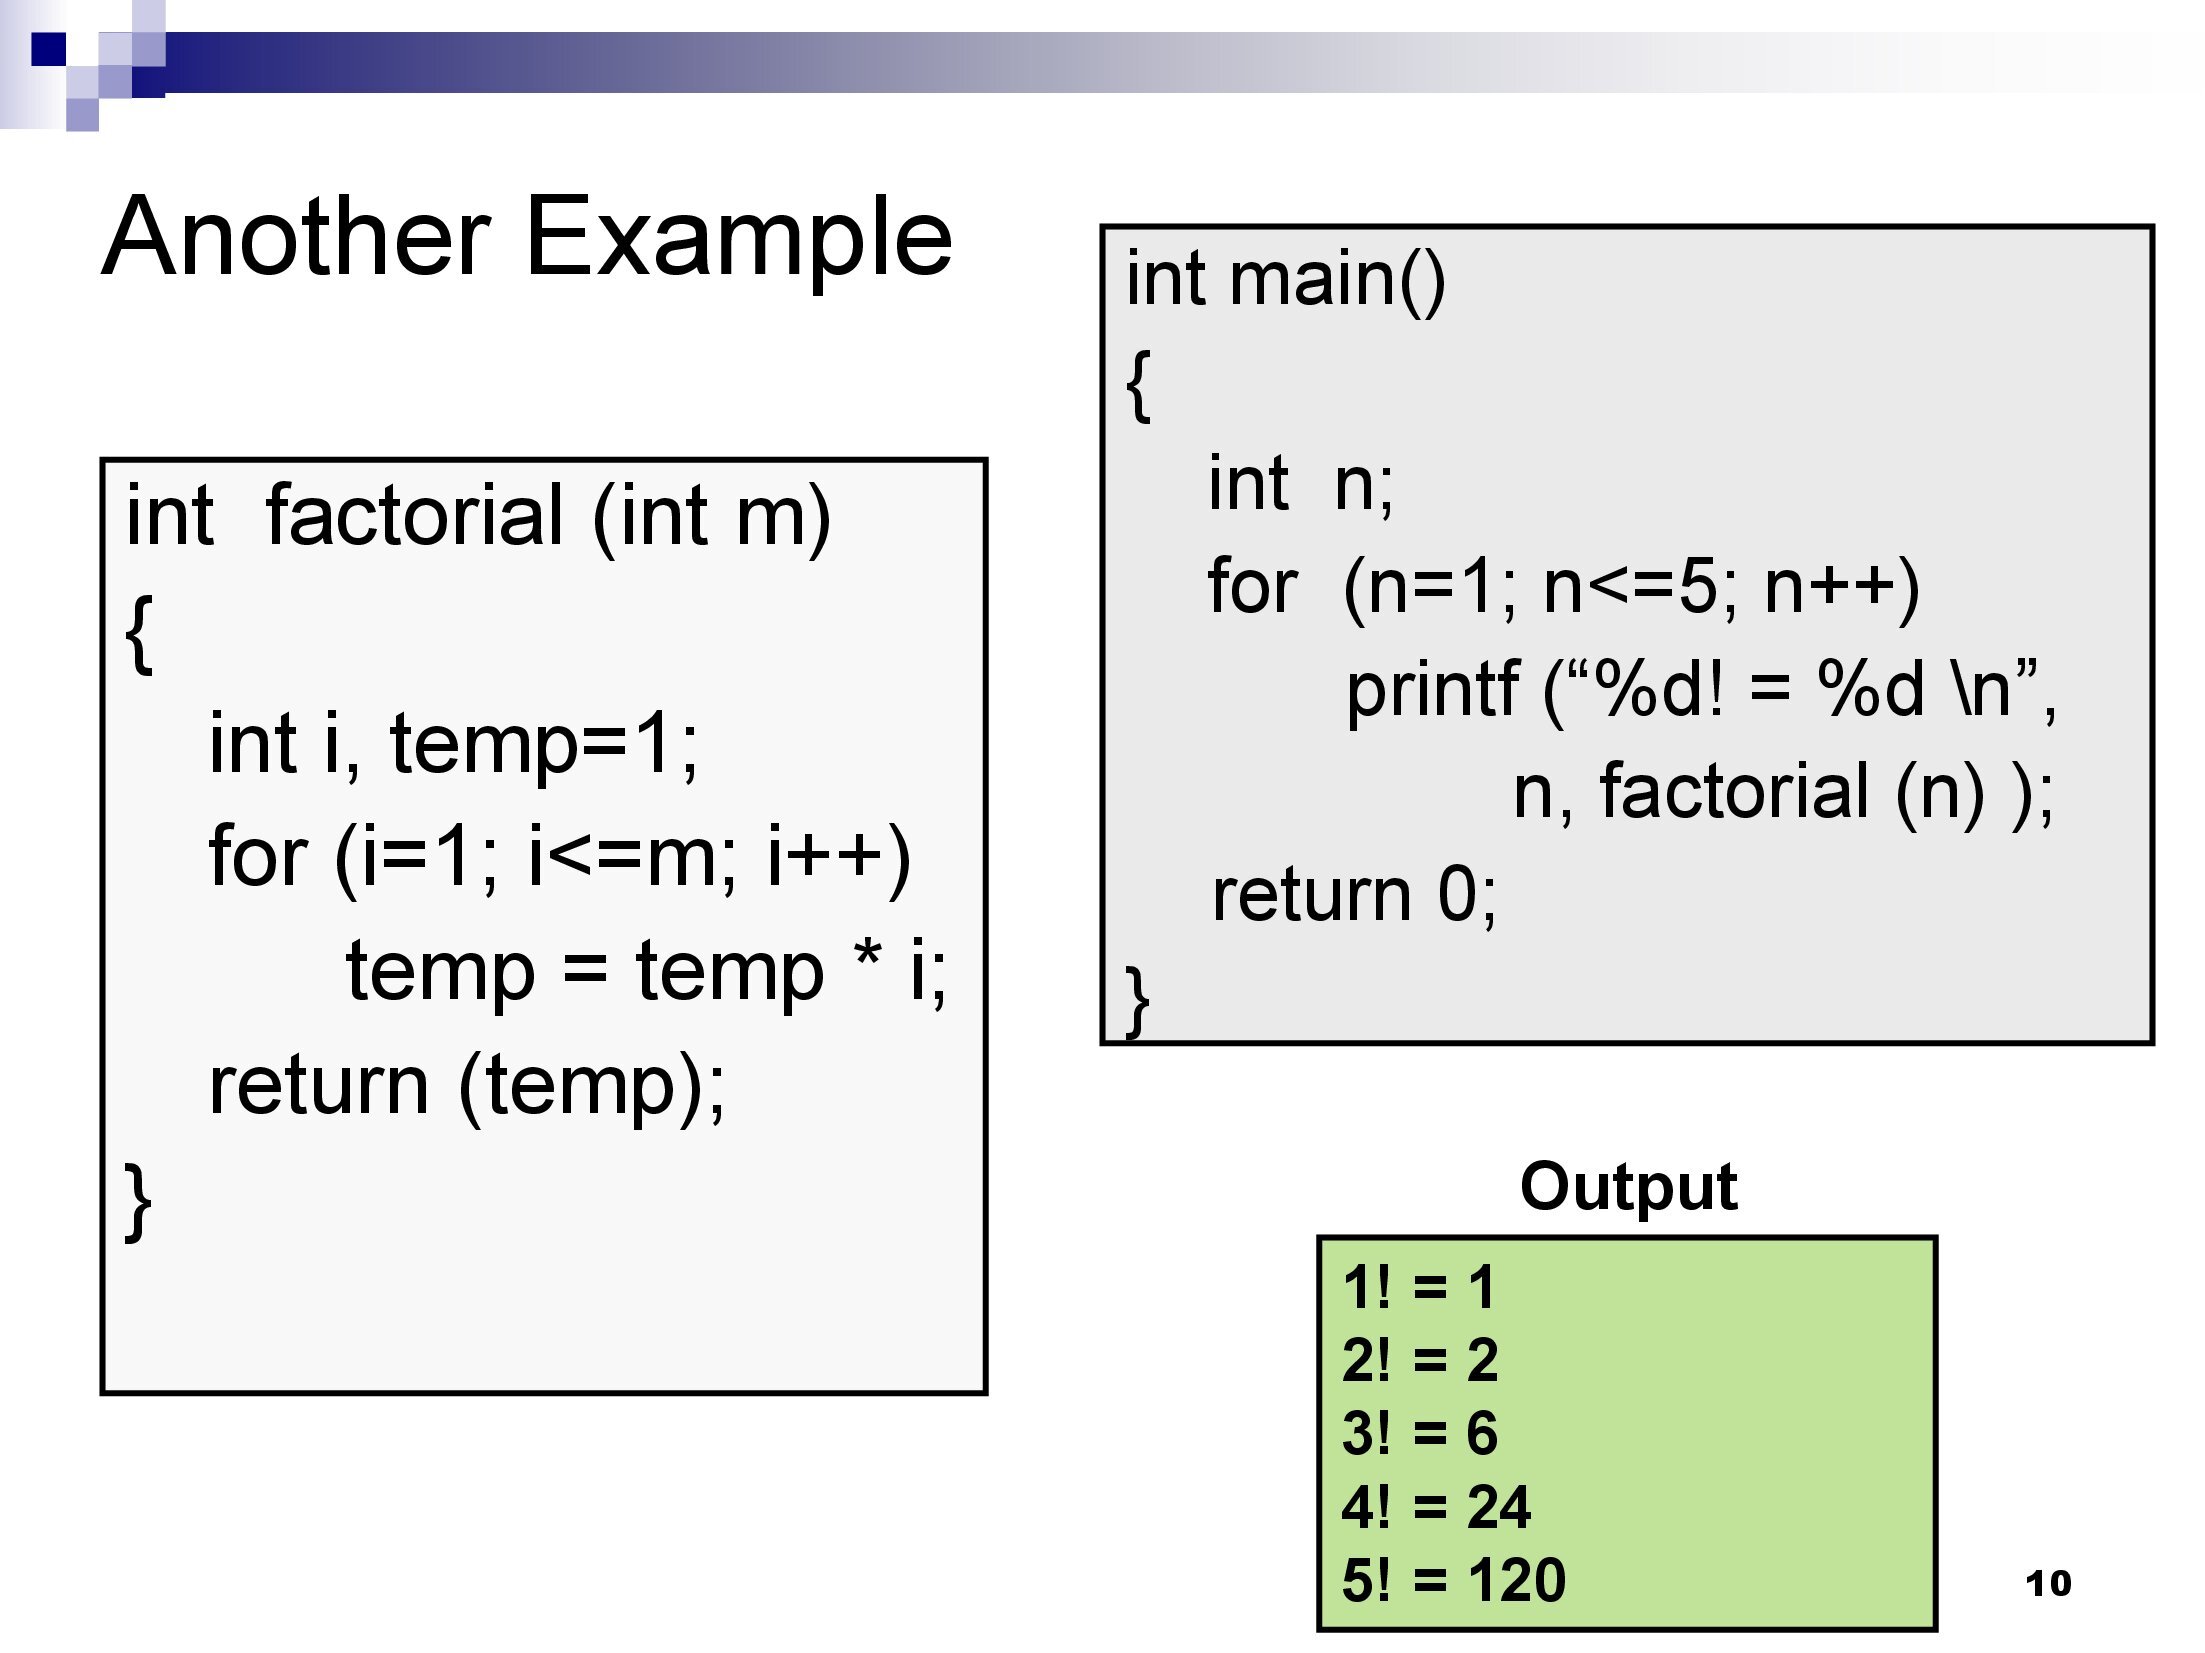 Another Example
int  factorial (int m)
{
int i, temp=1;
for (i=1; i<=m; i++)
temp = temp * i;
return (temp);
}
int main()
{
int  n;
for  (n=1; n<=5; n++)
printf (“%d! = %d \n”,
n, factorial (n) );
return 0;
}
Output
1! = 1
2! = 2
3! = 6
4! = 24
5! = 120
10